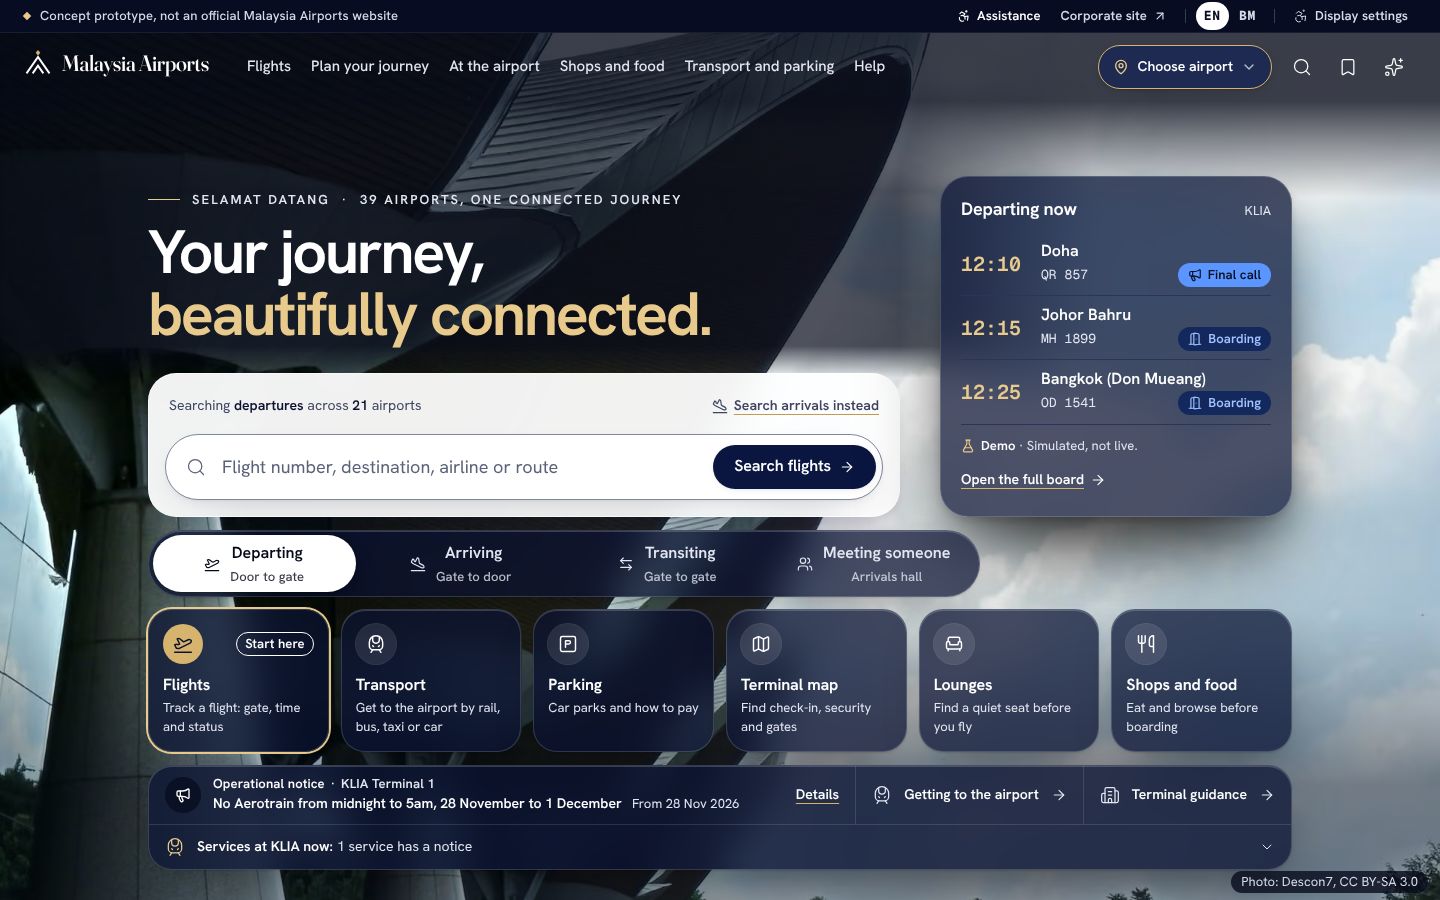 Concept prototype, not an official Malaysia Airports website
Assistance
Corporate site
EN
BM
Display settings
Malaysia Airports
Flights
Plan your journey
At the airport
Shops and food
Transport and parking
Help
Choose airport
SELAMAT DATANG · 39 AIRPORTS, ONE CONNECTED JOURNEY
Your journey,
beautifully connected.
Searching departures across 21 airports
Search arrivals instead
Flight number, destination, airline or route
Search flights
Departing now
KLIA
12:10
Doha
QR 857
Final call
12:15
Johor Bahru
MH 1899
Boarding
12:25
Bangkok (Don Mueang)
OD 1541
Boarding
Demo · Simulated, not live.
Open the full board
Departing
Door to gate
Arriving
Gate to door
Transiting
Gate to gate
Meeting someone
Arrivals hall
Start here
Flights
Track a flight: gate, time
and status
Transport
Get to the airport by rail,
bus, taxi or car
Parking
Car parks and how to pay
Terminal map
Find check-in, security
and gates
Lounges
Find a quiet seat before
you fly
Shops and food
Eat and browse before
boarding
Operational notice · KLIA Terminal 1
No Aerotrain from midnight to 5am, 28 November to 1 December From 28 Nov 2026
Details
Getting to the airport
Terminal guidance
Services at KLIA now: 1 service has a notice
Photo: Descon7, CC BY-SA 3.0